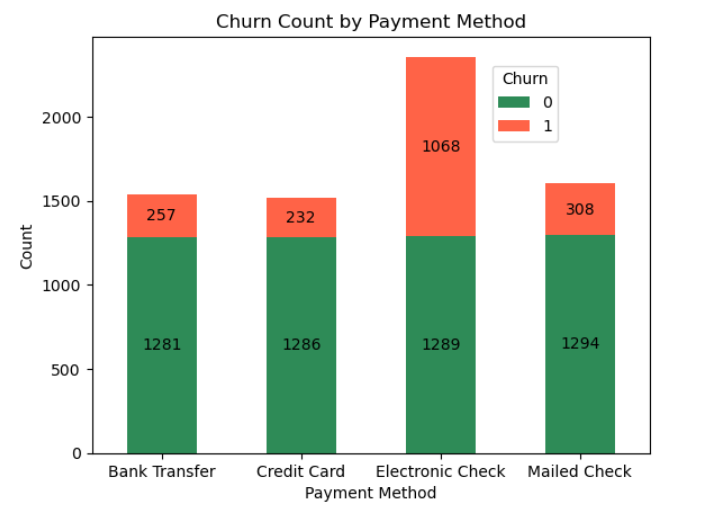 Churn Count by Payment Method
Churn
0
1
2000
1500
1000
500
0
Count
257
232
1068
308
1281
1286
1289
1294
Bank Transfer
Credit Card
Electronic Check
Mailed Check
Payment Method